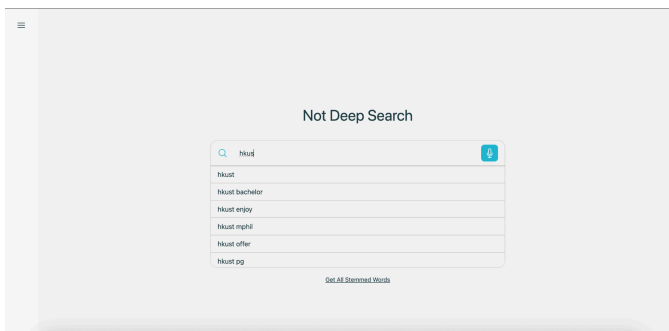 Not Deep Search
hkus
hkust
hkust bachelor
hkust enjoy
hkust mphil
hkust offer
hkust pg
Get All Stemmed Words